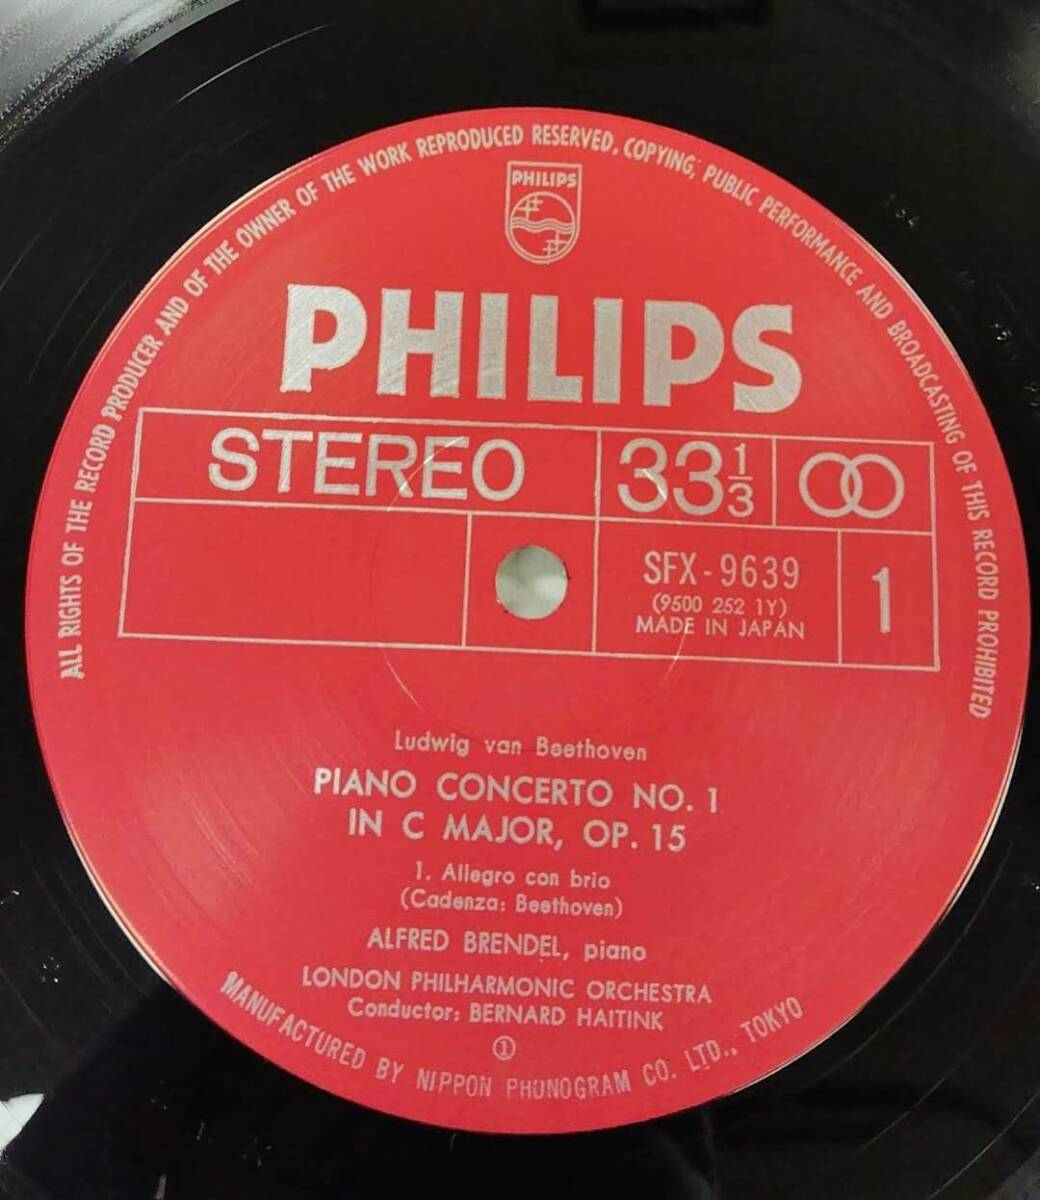 ALL RIGHTS OF THE RECORD PRODUCER AND OF THE OWNER OF THE WORK REPRODUCED RESERVED. COPYING, PUBLIC PERFORMANCE AND BROADCASTING OF THIS RECORD PROHIBITED
PHILIPS
PHILIPS
STEREO 33 1/3
SFX-9639
(9500 252 1Y)
MADE IN JAPAN
1
Ludwig van Beethoven
PIANO CONCERTO NO. 1
IN C MAJOR, OP. 15
1. Allegro con brio
(Cadenza: Beethoven)
ALFRED BRENDEL, piano
LONDON PHILHARMONIC ORCHESTRA
Conductor: BERNARD HAITINK
①
MANUFACTURED BY NIPPON PHONOGRAM CO. LTD., TOKYO